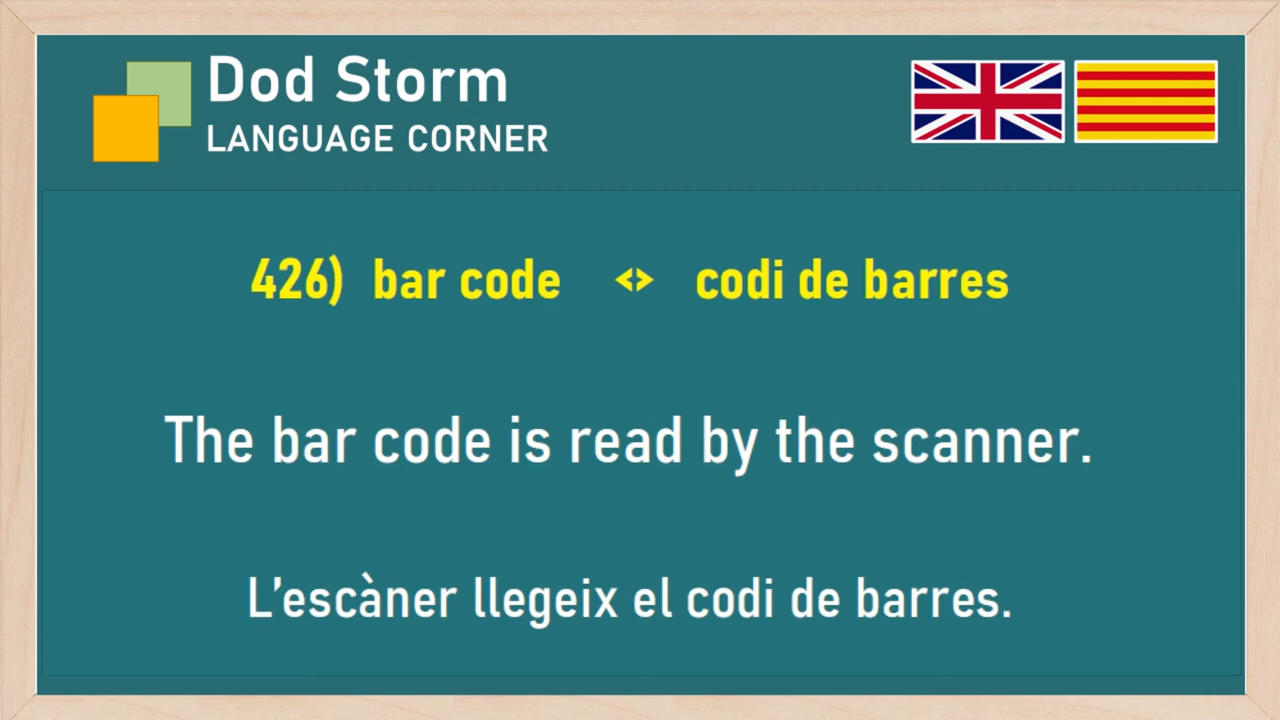 Dod Storm
LANGUAGE CORNER
426) bar code <> codi de barres
The bar code is read by the scanner.
L’escàner llegeix el codi de barres.